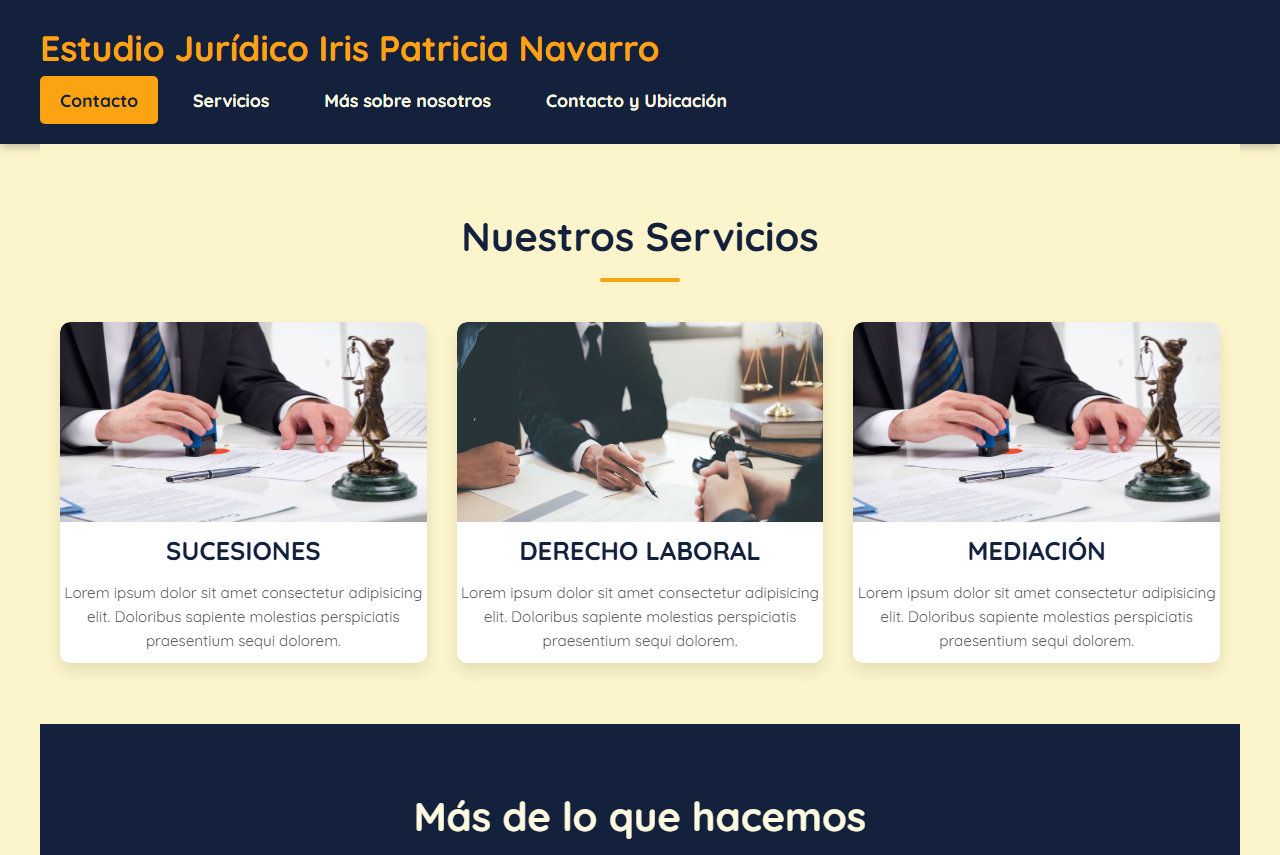 Estudio Jurídico Iris Patricia Navarro
Contacto Servicios Más sobre nosotros Contacto y Ubicación
Nuestros Servicios
SUCESIONES
Lorem ipsum dolor sit amet consectetur adipisicing
elit. Doloribus sapiente molestias perspiciatis
praesentium sequi dolorem.
DERECHO LABORAL
Lorem ipsum dolor sit amet consectetur adipisicing
elit. Doloribus sapiente molestias perspiciatis
praesentium sequi dolorem.
MEDIACIÓN
Lorem ipsum dolor sit amet consectetur adipisicing
elit. Doloribus sapiente molestias perspiciatis
praesentium sequi dolorem.
Más de lo que hacemos